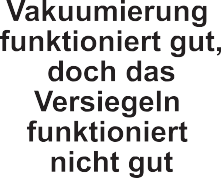 Vakuumierung
funktioniert gut,
doch das
Versiegeln
funktioniert
nicht gut